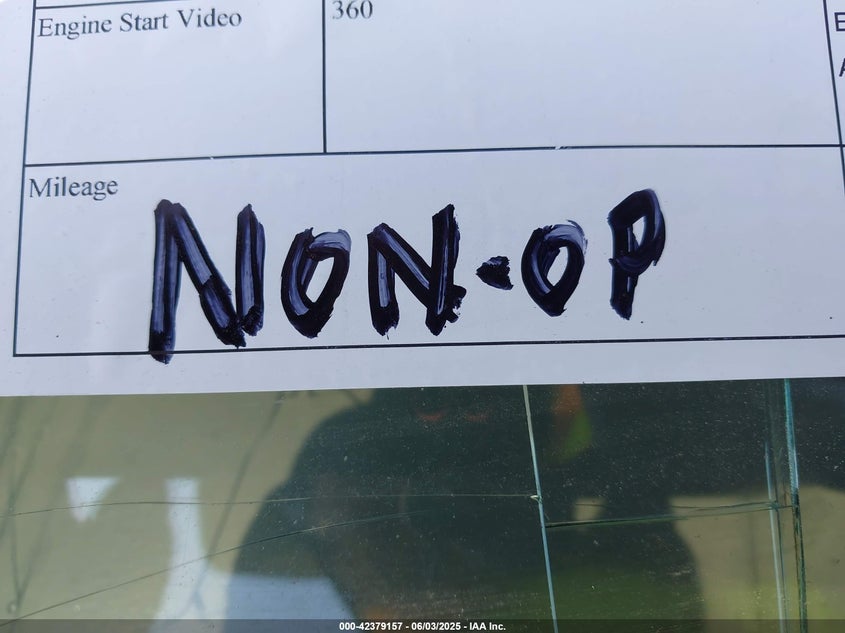 Engine Start Video
360
E
Mileage
NON-OP
000-42379157 - 06/03/2025 - IAA Inc.